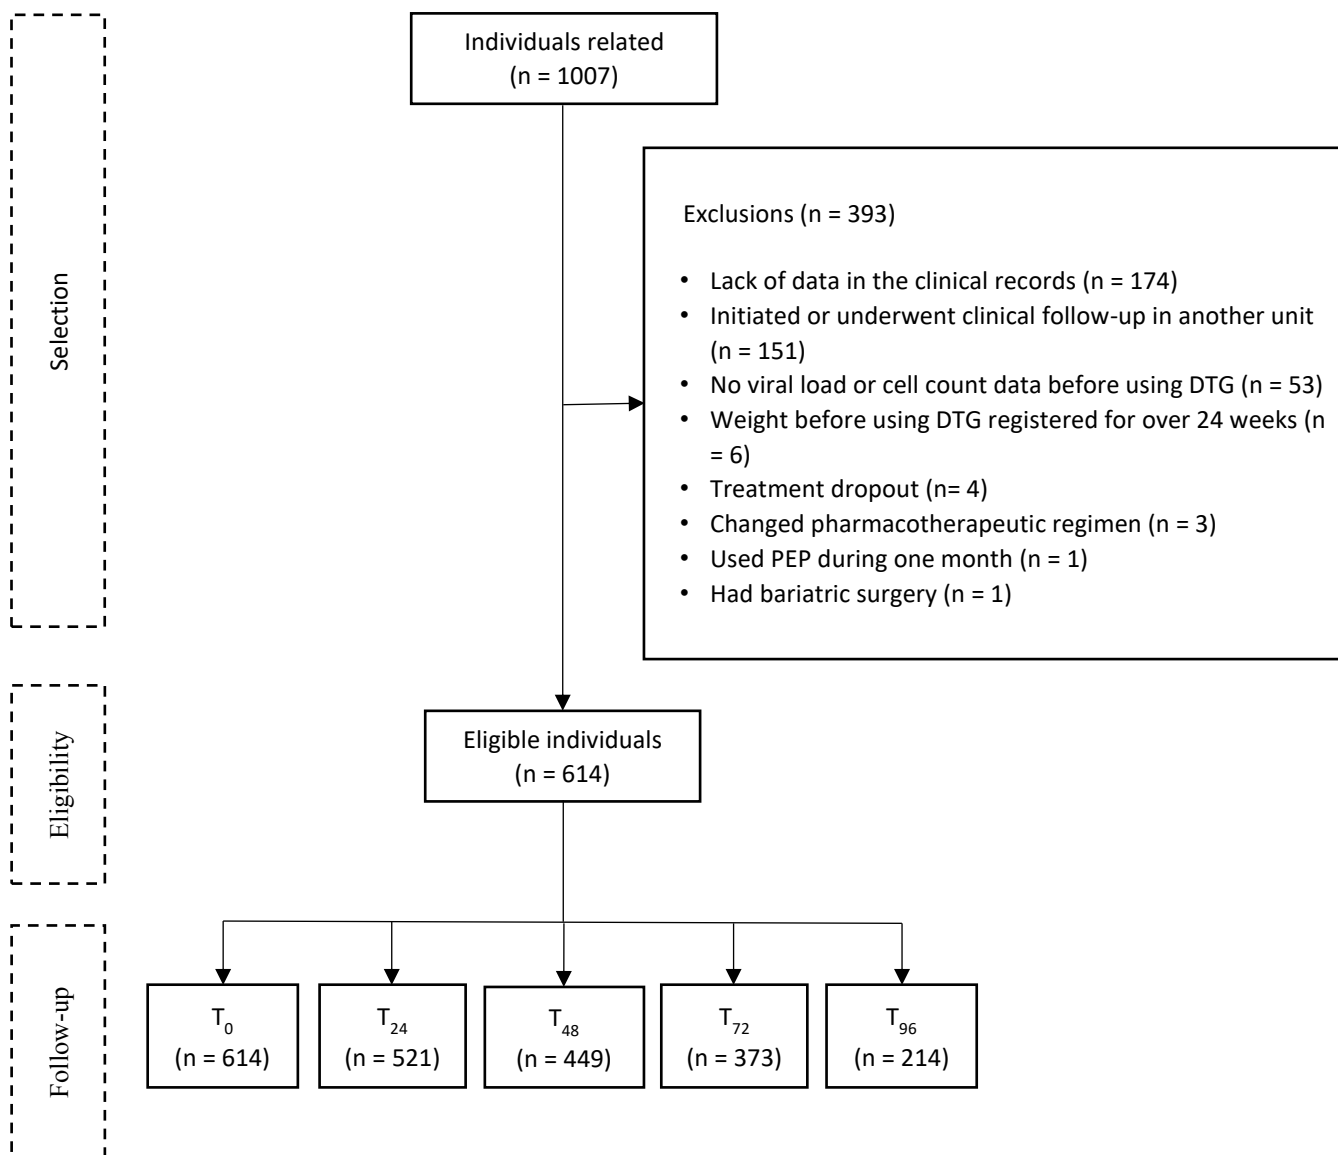 Selection
Individuals related
(n = 1007)
Exclusions (n = 393)
• Lack of data in the clinical records (n = 174)
• Initiated or underwent clinical follow-up in another unit
(n = 151)
• No viral load or cell count data before using DTG (n = 53)
• Weight before using DTG registered for over 24 weeks (n
= 6)
• Treatment dropout (n= 4)
• Changed pharmacotherapeutic regimen (n = 3)
• Used PEP during one month (n = 1)
• Had bariatric surgery (n = 1)
Eligibility
Eligible individuals
(n = 614)
Follow-up
T0
(n = 614)
T24
(n = 521)
T48
(n = 449)
T72
(n = 373)
T96
(n = 214)